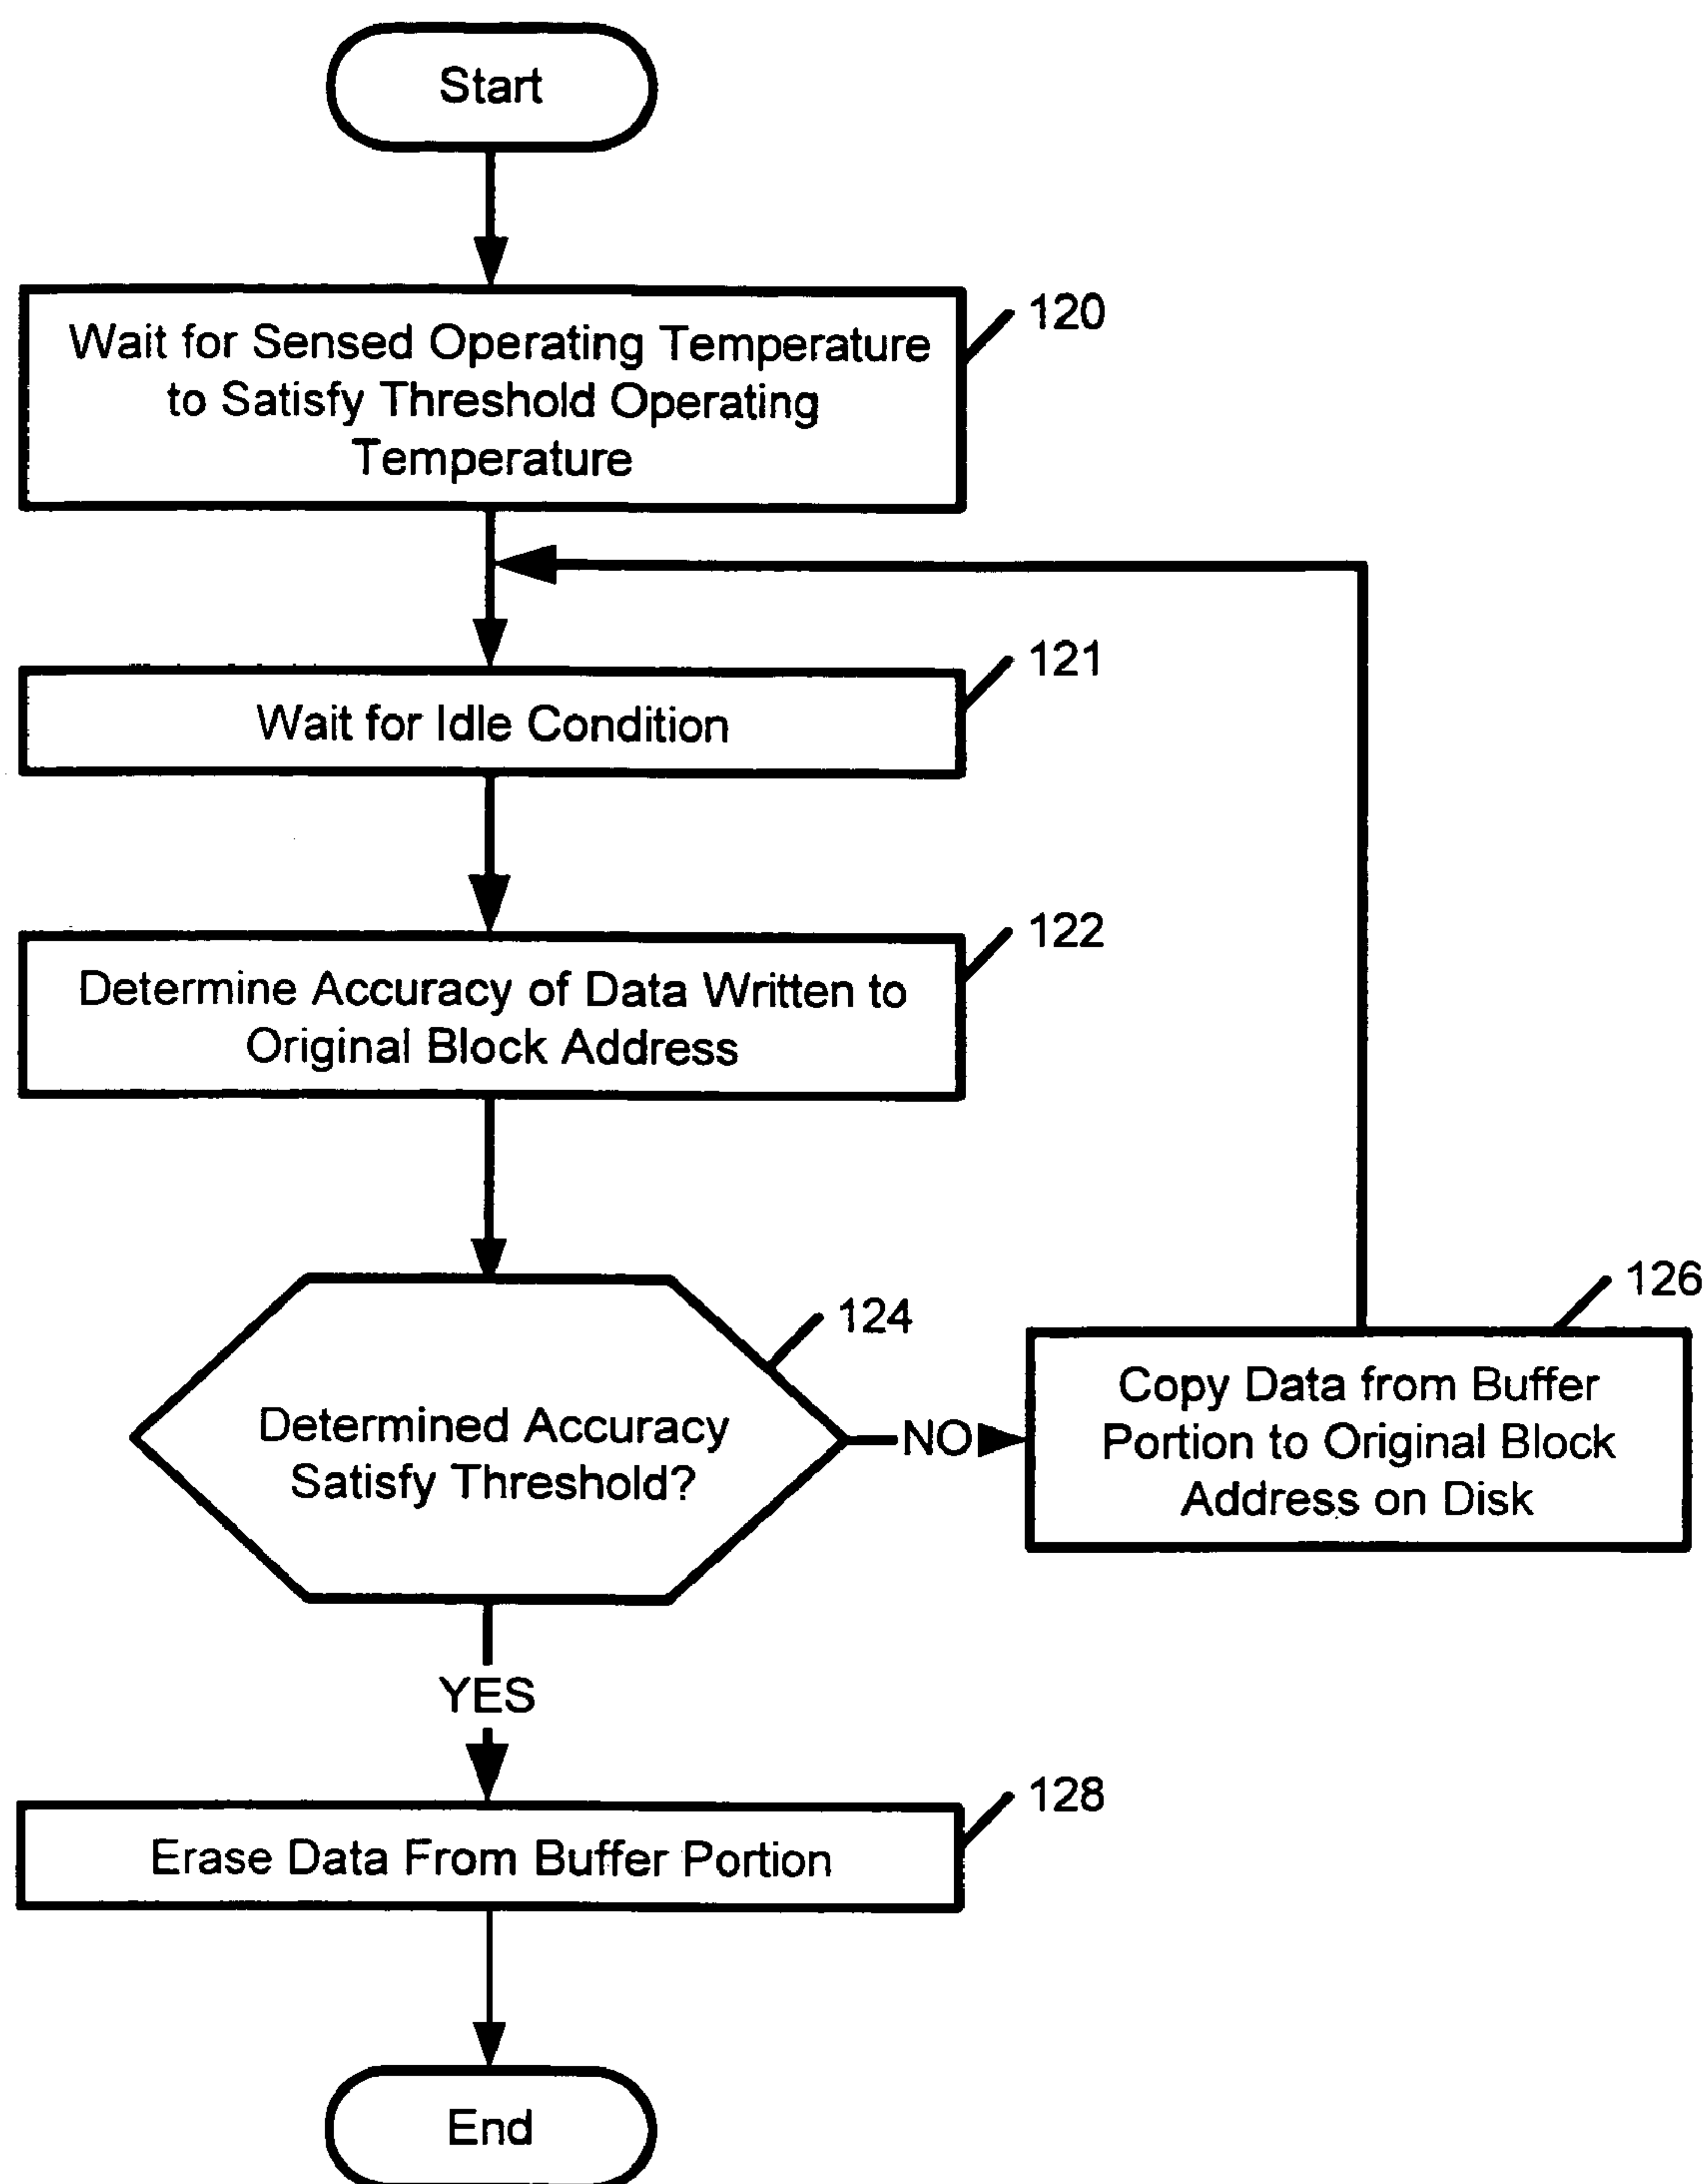 Start
Wait for Sensed Operating Temperature
to Satisfy Threshold Operating
Temperature
120
Wait for Idle Condition
121
Determine Accuracy of Data Written to
Original Block Address
122
Determined Accuracy
Satisfy Threshold?
124
NO
Copy Data from Buffer
Portion to Original Block
Address on Disk
126
YES
Erase Data From Buffer Portion
128
End